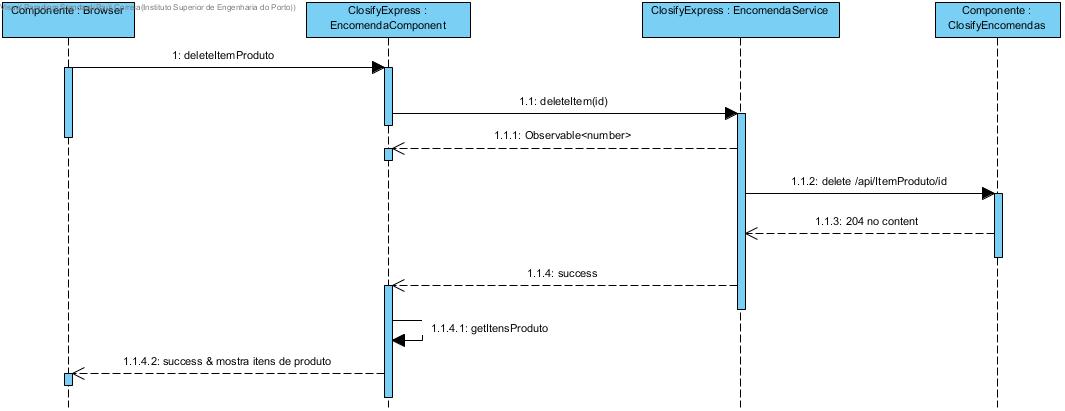 (Instituto Superior de Engenharia do Porto))
Componente : Browser
ClosifyExpress :
EncomendaComponent
ClosifyExpress : EncomendaService
Componente :
ClosifyEncomendas
1: deleteItemProduto
1.1: deleteItem(id)
1.1.1: Observable<number>
1.1.2: delete /api/ItemProduto/id
1.1.3: 204 no content
1.1.4: success
1.1.4.1: getItensProduto
1.1.4.2: success & mostra itens de produto